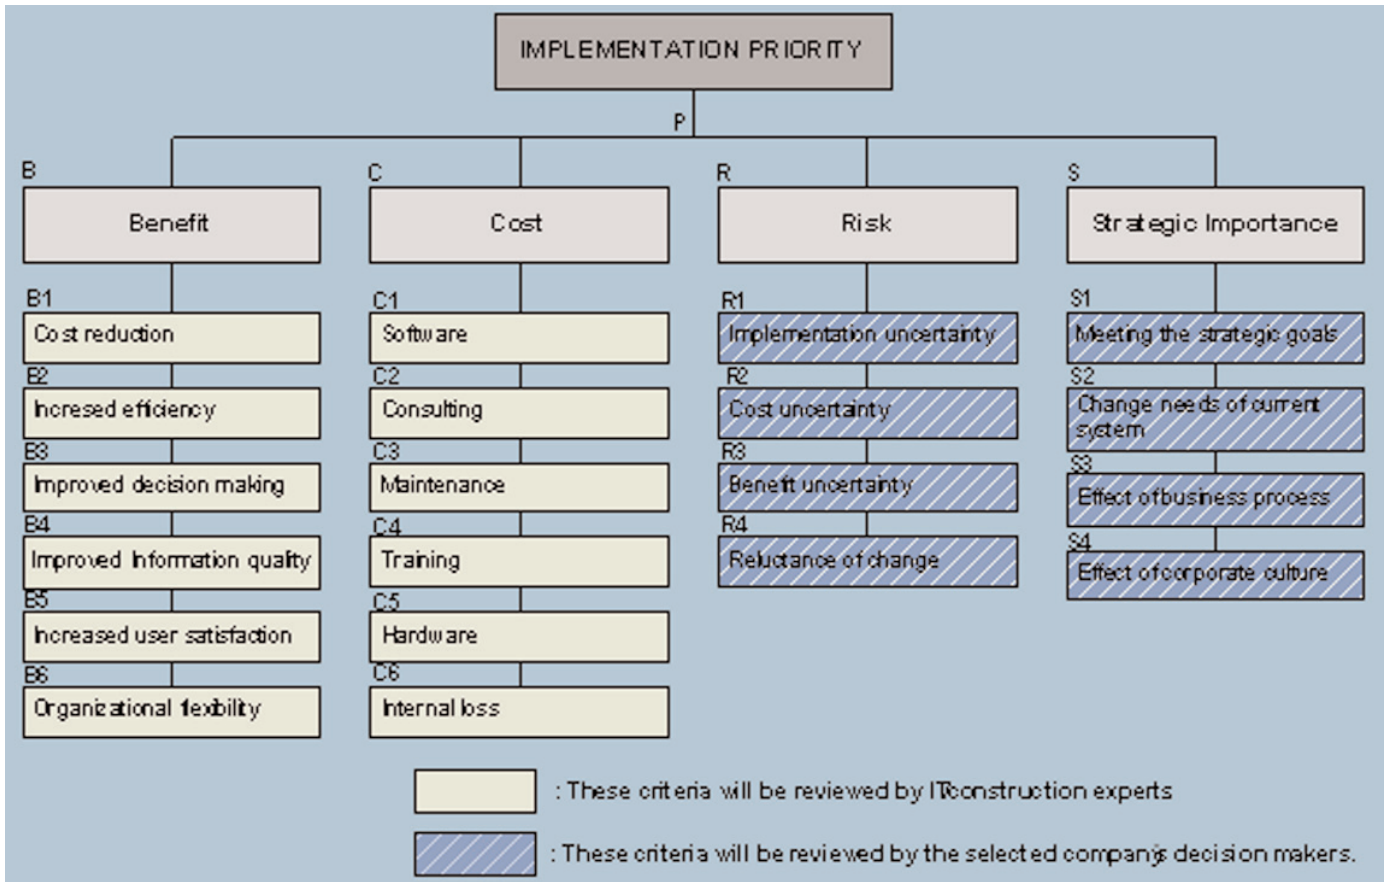 IMPLEMENTATION PRIORITY
P
B
C
R
S
Benefit
Cost
Risk
Strategic Importance
B1
Cost reduction
B2
Incresed efficiency
B3
Improved decision making
B4
Improved Information quality
B5
Increased user satisfaction
B6
Organizational flexibility
C1
Software
C2
Consulting
C3
Maintenance
C4
Training
C5
Hardware
C6
Internal loss
R1
Implementation uncertainty
R2
Cost uncertainty
R3
Benefit uncertainty
R4
Reluctance of change
S1
Meeting the strategic goals
S2
Change needs of current
system
S3
Effect of business process
S4
Effect of corporate culture
: These criteria will be reviewed by IT/construction experts
: These criteria will be reviewed by the selected company's decision makers.